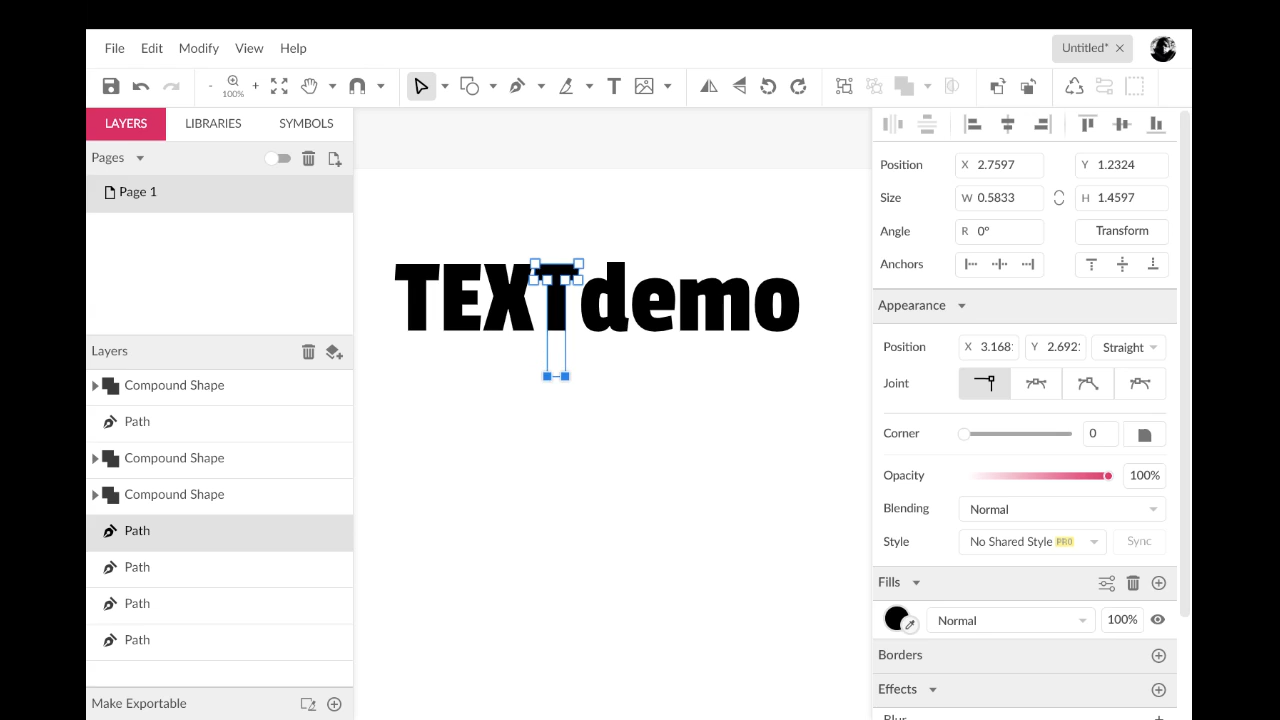 File Edit Modify View Help
Untitled* ×
- 100% +
T
LAYERS LIBRARIES SYMBOLS
Pages
Page 1
Layers
Compound Shape
Path
Compound Shape
Compound Shape
Path
Path
Path
Path
Make Exportable
TEXTdemo
Position X 2.7597 Y 1.2324
Size W 0.5833 H 1.4597
Angle R 0° Transform
Anchors
Appearance
Position X 3.168 Y 2.692 Straight
Joint
Corner 0
Opacity 100%
Blending Normal
Style No Shared Style PRO Sync
Fills
Normal 100%
Borders
Effects
Blur